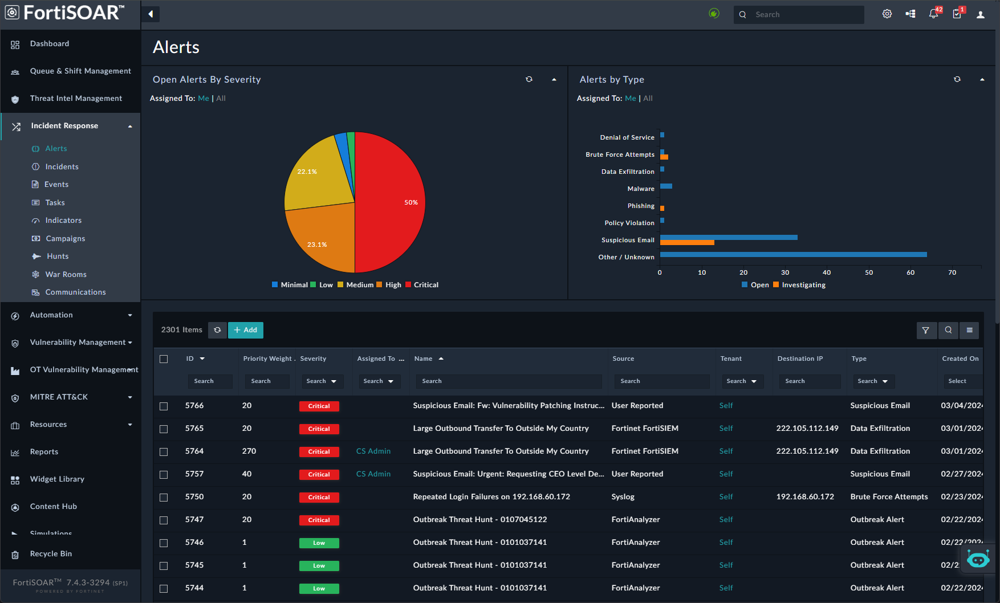 FortiSOAR™
Search
42
1
Dashboard
Queue & Shift Management
Threat Intel Management
Incident Response
Alerts
Incidents
Events
Tasks
Indicators
Campaigns
Hunts
War Rooms
Communications
Automation
Vulnerability Management
OT Vulnerability Management
MITRE ATT&CK
Resources
Reports
Widget Library
Content Hub
Simulations
Recycle Bin
FortiSOAR™ 7.4.3-3294 (SP1)
POWERED BY FORTINET
Alerts
Open Alerts By Severity
Assigned To: Me | All
22.1%
50%
23.1%
Minimal Low Medium High Critical
Alerts by Type
Assigned To: Me | All
Denial of Service
Brute Force Attempts
Data Exfiltration
Malware
Phishing
Policy Violation
Suspicious Email
Other / Unknown
0 10 20 30 40 50 60 70
Open Investigating
2301 Items + Add
ID Priority Weight . Severity Assigned To ... Name Source Tenant Destination IP Type Created On
Search Search Search Search Search Search Search Search Search Select
5766 20 Critical Suspicious Email: Fw: Vulnerability Patching Instruc... User Reported Self Suspicious Email 03/04/2024
5765 20 Critical Large Outbound Transfer To Outside My Country Fortinet FortiSIEM Self 222.105.112.149 Data Exfiltration 03/01/2024
5764 270 Critical CS Admin Large Outbound Transfer To Outside My Country Fortinet FortiSIEM Self 222.105.112.149 Data Exfiltration 03/01/2024
5757 40 Critical CS Admin Suspicious Email: Urgent: Requesting CEO Level De... User Reported Self Suspicious Email 02/27/2024
5750 20 Critical Repeated Login Failures on 192.168.60.172 Syslog Self 192.168.60.172 Brute Force Attempts 02/23/2024
5747 20 Critical Outbreak Threat Hunt - 0107045122 FortiAnalyzer Self Outbreak Alert 02/22/2024
5746 1 Low Outbreak Threat Hunt - 0101037141 FortiAnalyzer Self Outbreak Alert 02/22/2024
5745 1 Low Outbreak Threat Hunt - 0101037141 FortiAnalyzer Self Outbreak Alert 02/2
5744 1 Low Outbreak Threat Hunt - 0101037141 FortiAnalyzer Self Outbreak Alert 02/22/2024